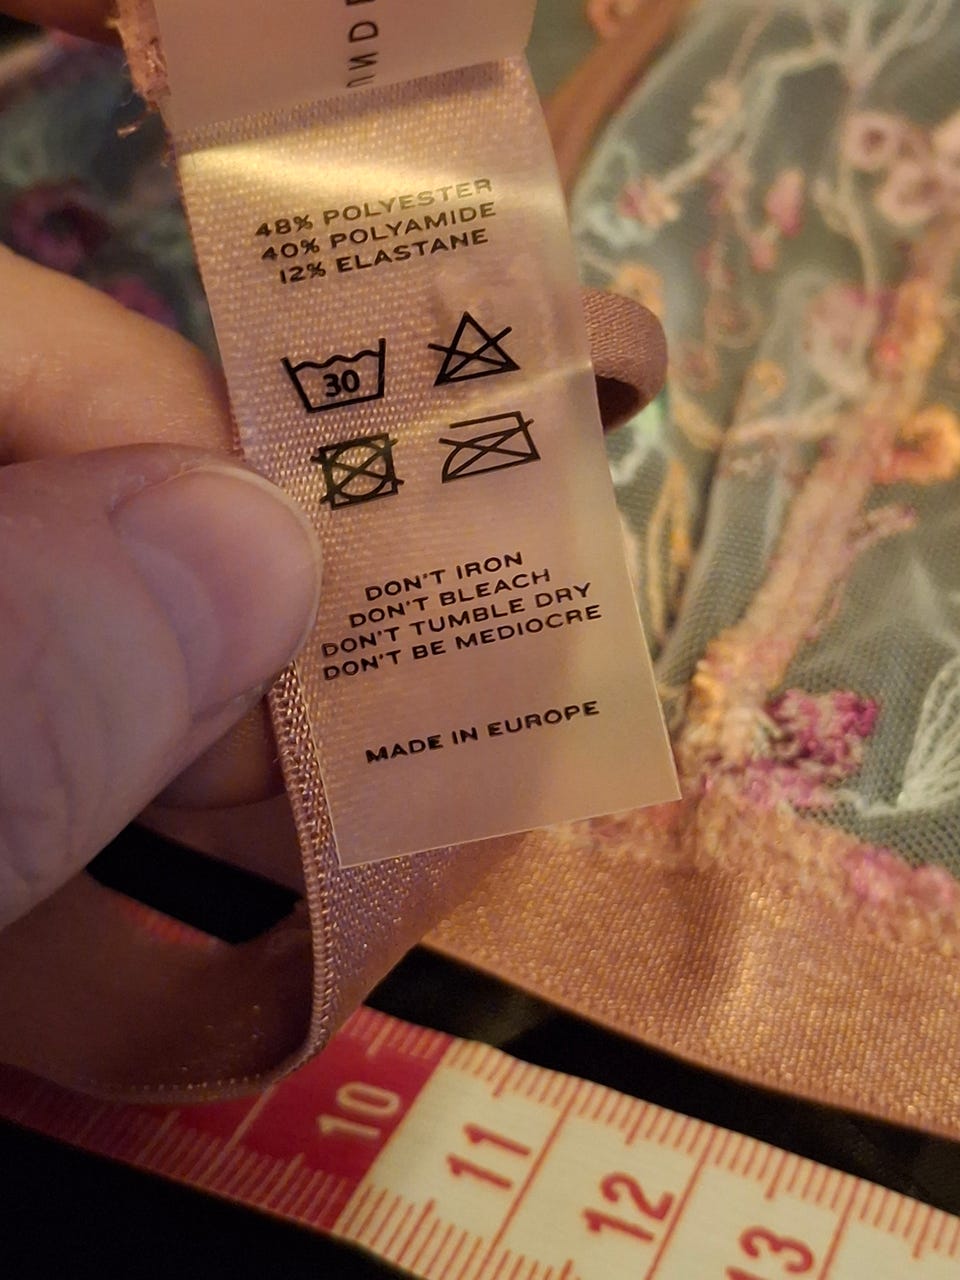 48% POLYESTER
40% POLYAMIDE
12% ELASTANE
30
DON'T IRON
DON'T BLEACH
DON'T TUMBLE DRY
DON'T BE MEDIOCRE
MADE IN EUROPE
10
11
12
13